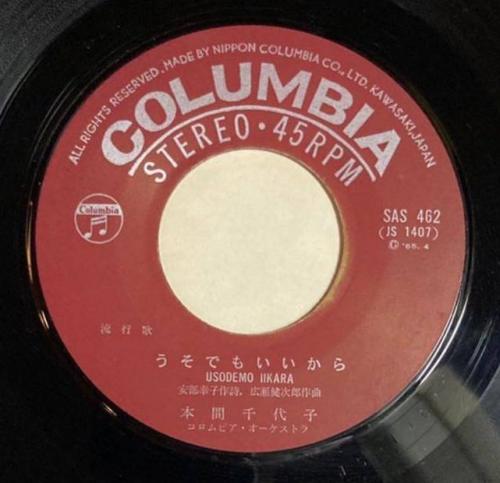 ALL RIGHTS RESERVED. MADE BY NIPPON COLUMBIA CO., LTD. KAWASAKI, JAPAN
COLUMBIA
STEREO・45RPM
Columbia
SAS 462
(JS 1407)
Ⓒ '65.4
流行歌
うそでもいいから
USODEMO IIKARA
安部幸子作詩, 広瀬健次郎作曲
本間千代子
コロムビア・オーケストラ